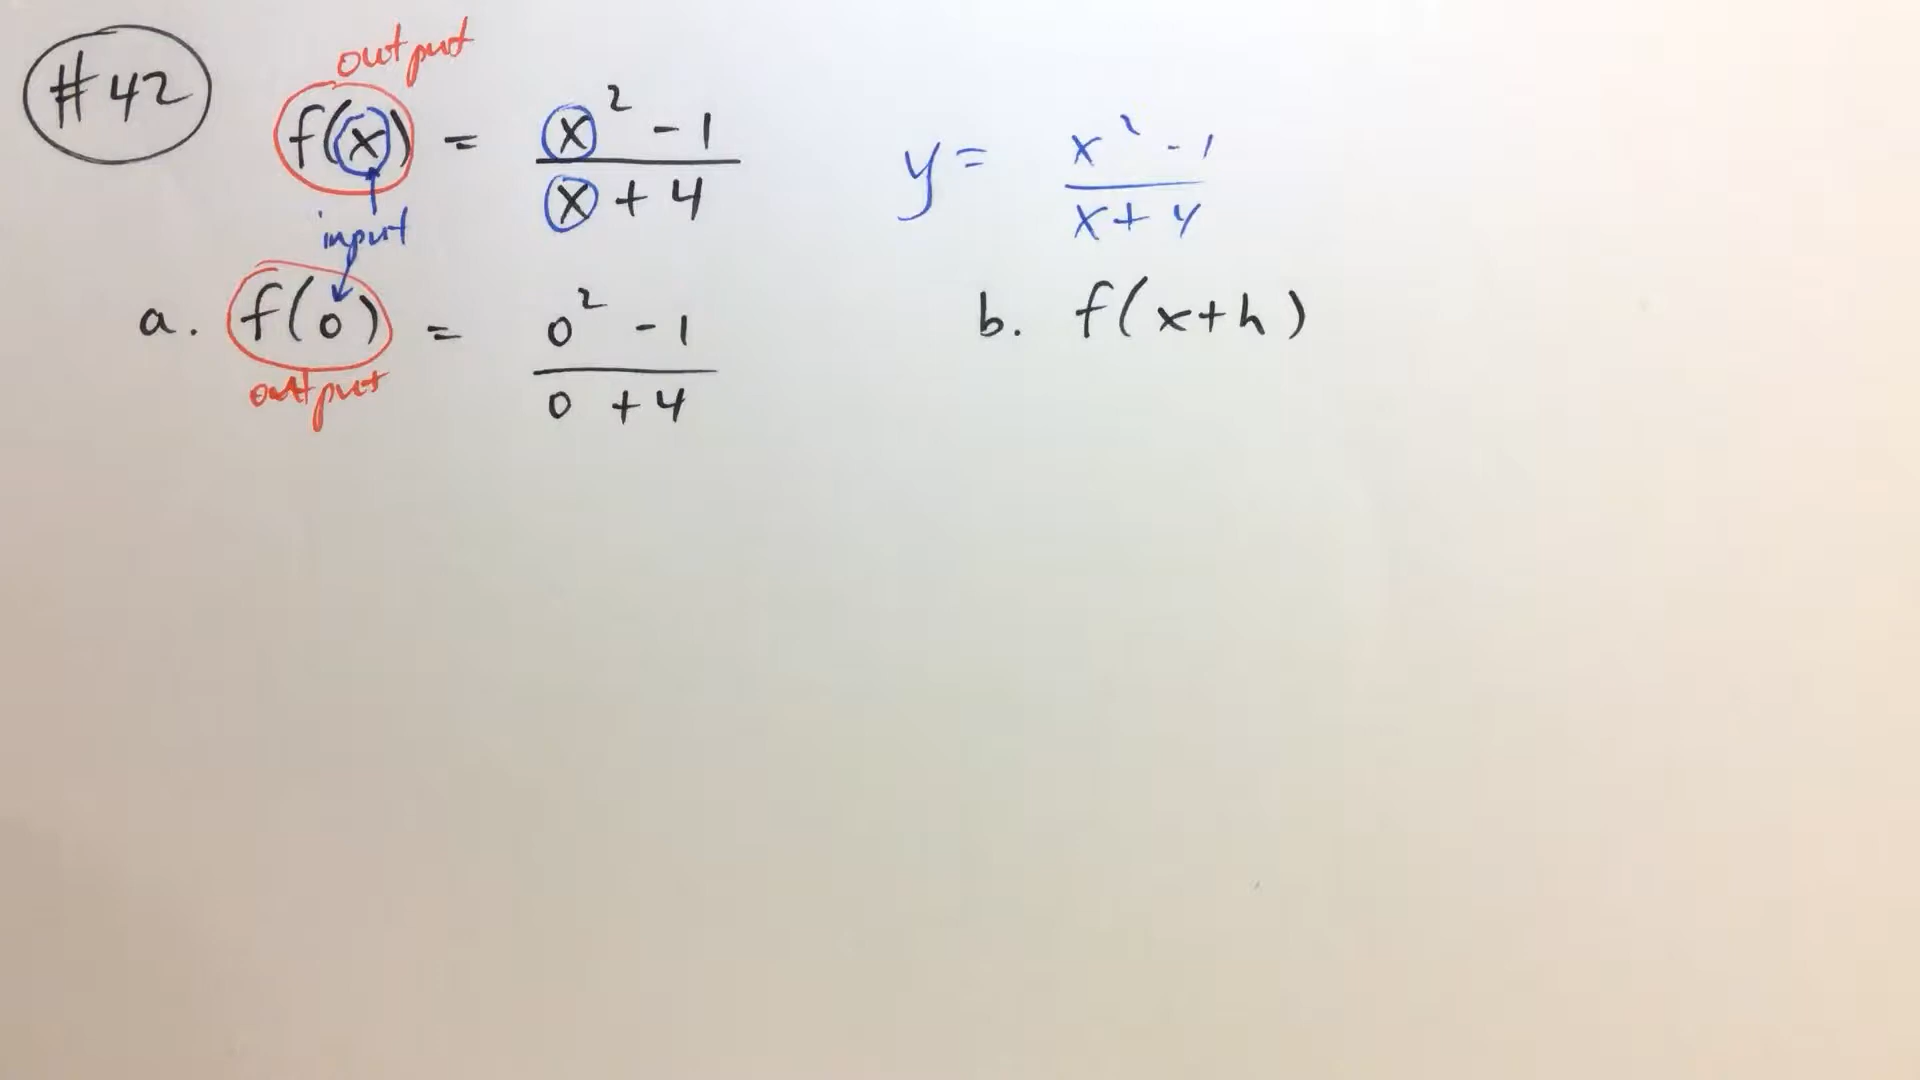 #42
output
f(x) = (x² - 1)/(x + 4)
y = (x² - 1)/(x + 4)
input
a. f(0) = (0² - 1)/(0 + 4)
output
b. f(x+h)